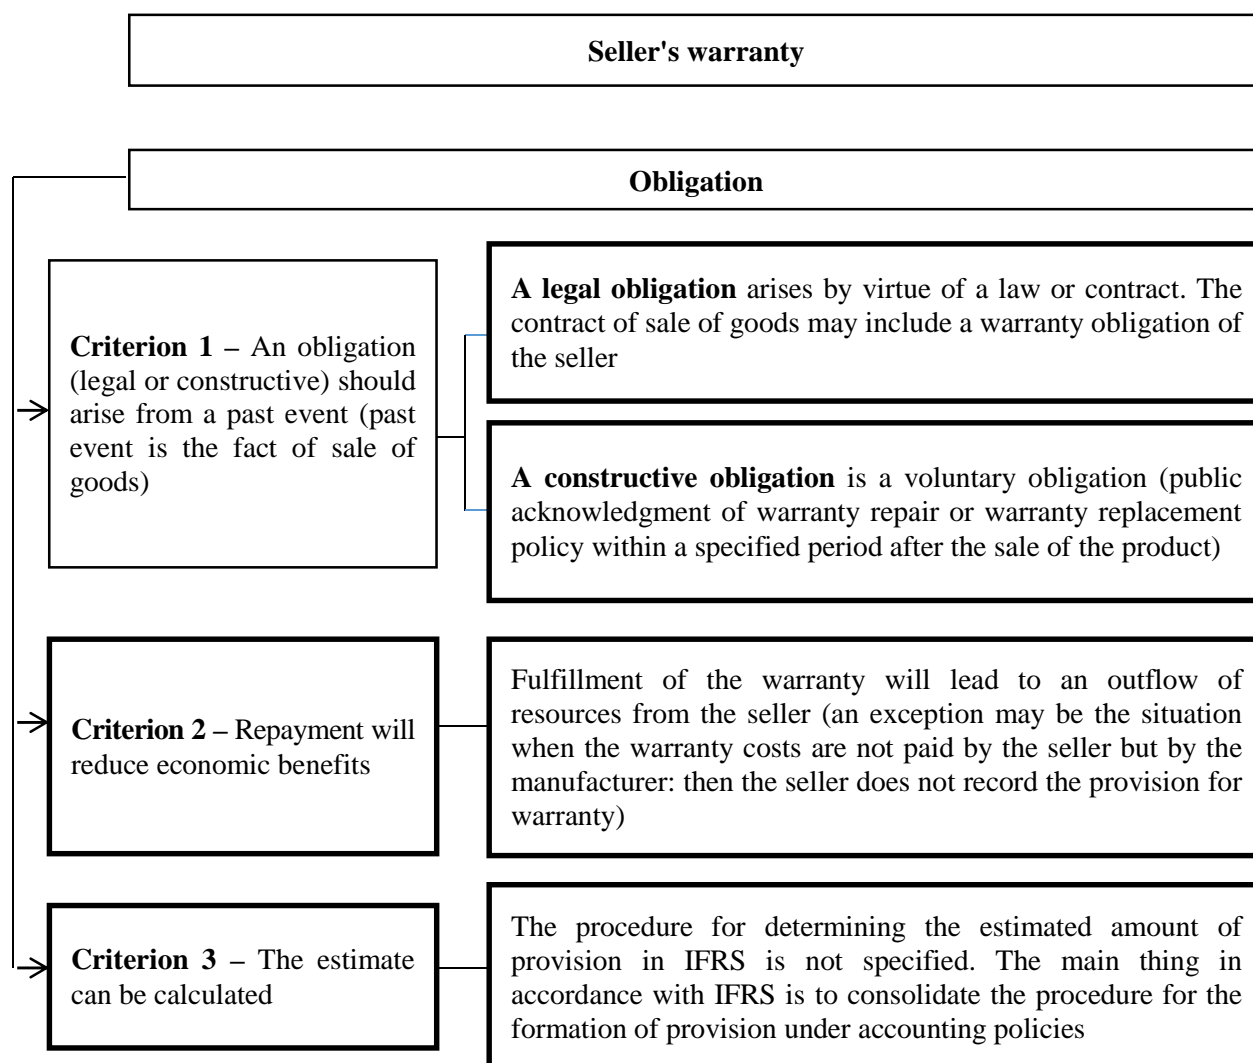 Seller's warranty
Obligation
Criterion 1 – An obligation
(legal or constructive) should
arise from a past event (past
event is the fact of sale of
goods)
A legal obligation arises by virtue of a law or contract. The
contract of sale of goods may include a warranty obligation of
the seller
A constructive obligation is a voluntary obligation (public
acknowledgment of warranty repair or warranty replacement
policy within a specified period after the sale of the product)
Criterion 2 – Repayment will
reduce economic benefits
Fulfillment of the warranty will lead to an outflow of
resources from the seller (an exception may be the situation
when the warranty costs are not paid by the seller but by the
manufacturer: then the seller does not record the provision for
warranty)
Criterion 3 – The estimate
can be calculated
The procedure for determining the estimated amount of
provision in IFRS is not specified. The main thing in
accordance with IFRS is to consolidate the procedure for the
formation of provision under accounting policies